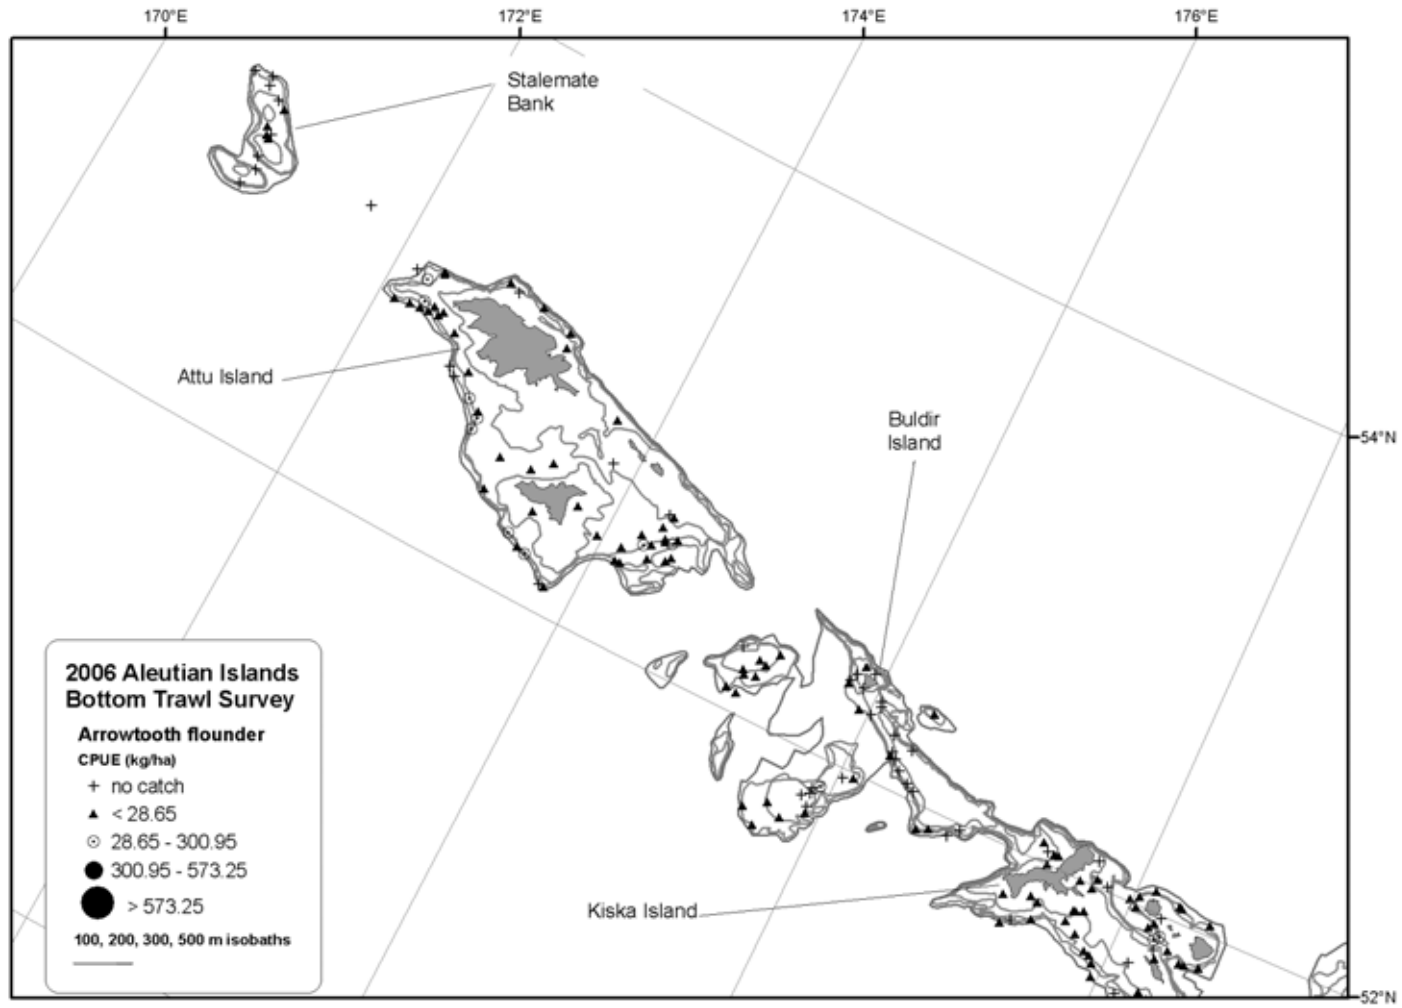 170°E
172°E
174°E
176°E
Stalemate
Bank
Attu Island
Buldir
Island
54°N
2006 Aleutian Islands
Bottom Trawl Survey
Arrowtooth flounder
CPUE (kg/ha)
no catch
< 28.65
28.65 - 300.95
300.95 - 573.25
> 573.25
100, 200, 300, 500 m isobaths
Kiska Island
52°N